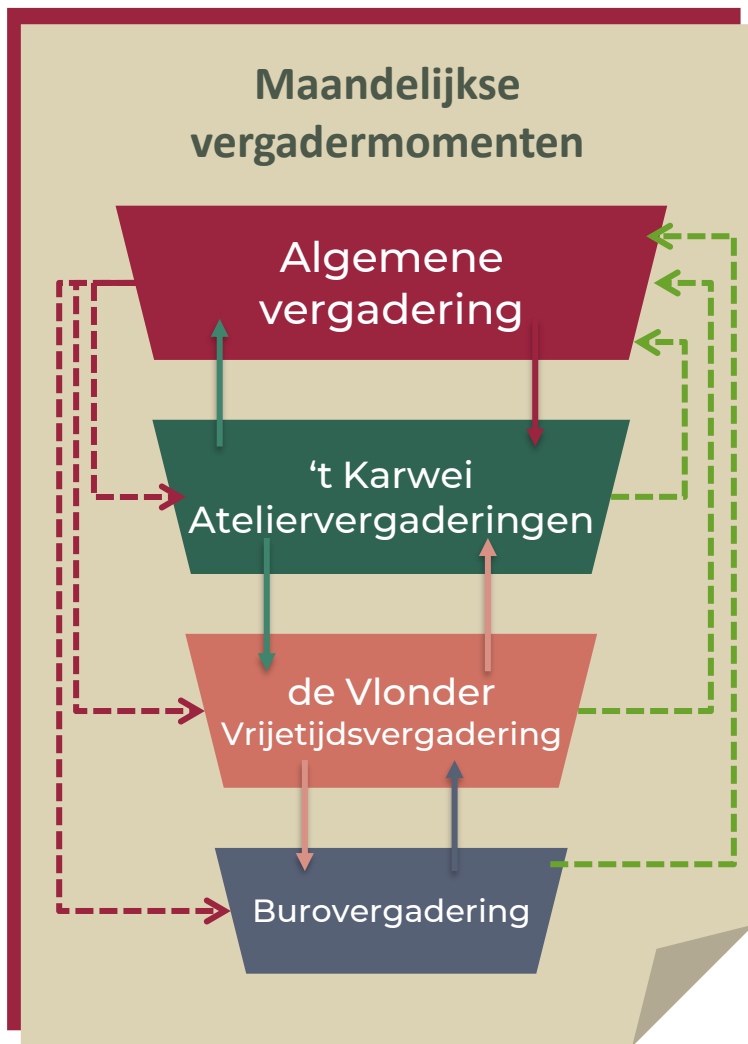 Maandelijkse
vergadermomenten
Algemene
vergadering
‘t Karwei
Ateliervergaderingen
de Vlonder
Vrijetijdsvergadering
Burovergadering